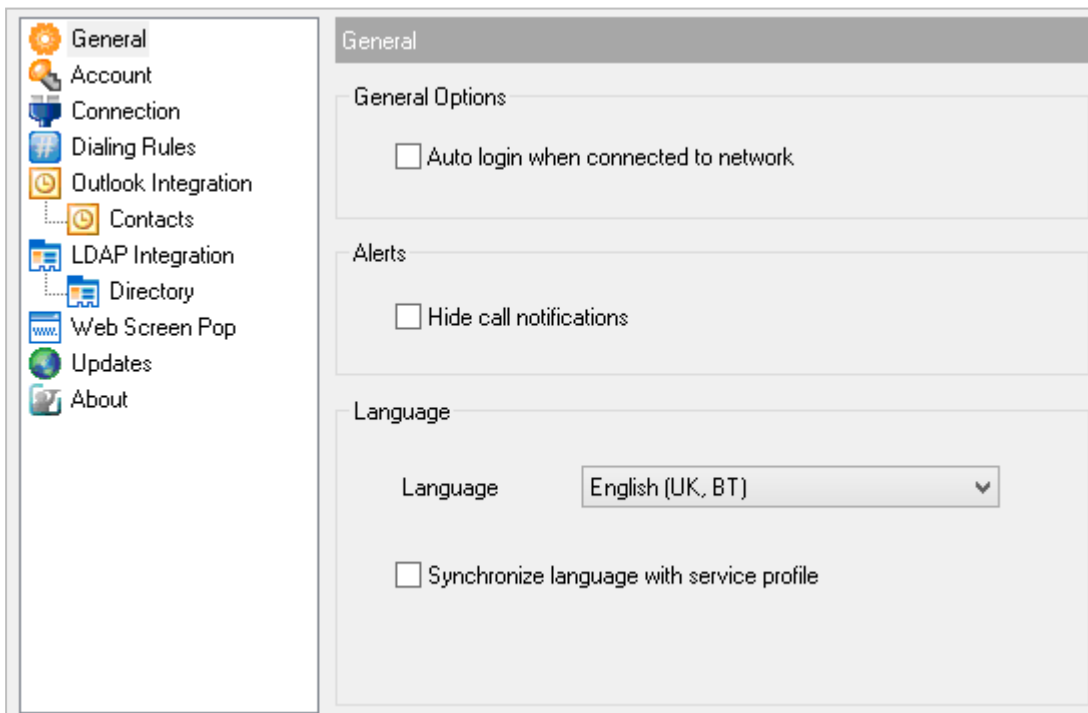 General
Account
Connection
Dialing Rules
Outlook Integration
Contacts
LDAP Integration
Directory
Web Screen Pop
Updates
About
General
General Options
Auto login when connected to network
Alerts
Hide call notifications
Language
Language
English (UK, BT)
Synchronize language with service profile